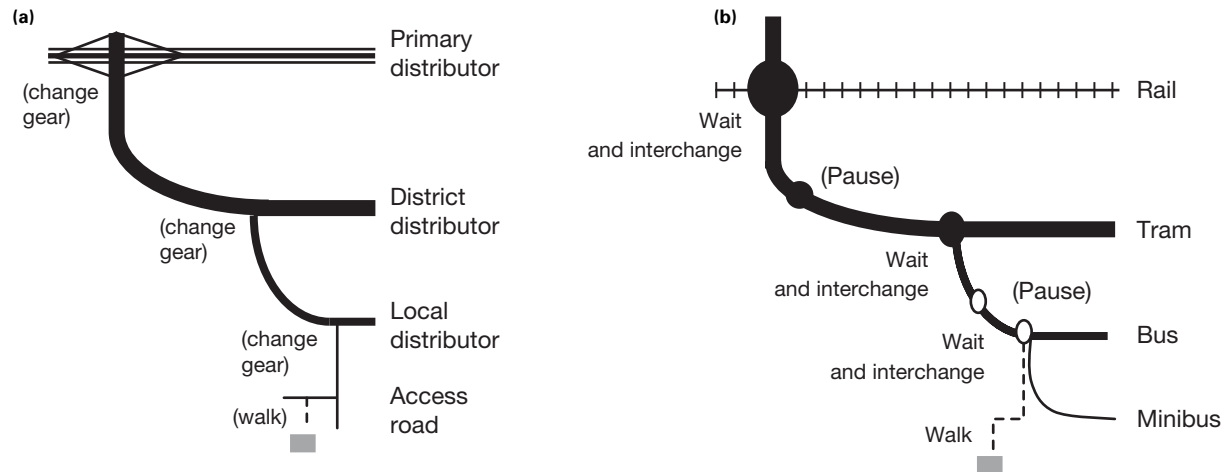 (a)
Primary
distributor
(change
gear)
District
distributor
(change
gear)
Local
distributor
(change
gear)
Access
road
(walk)
(b)
Rail
Wait
and interchange
(Pause)
Tram
Wait
and interchange
(Pause)
Bus
Wait
and interchange
Minibus
Walk